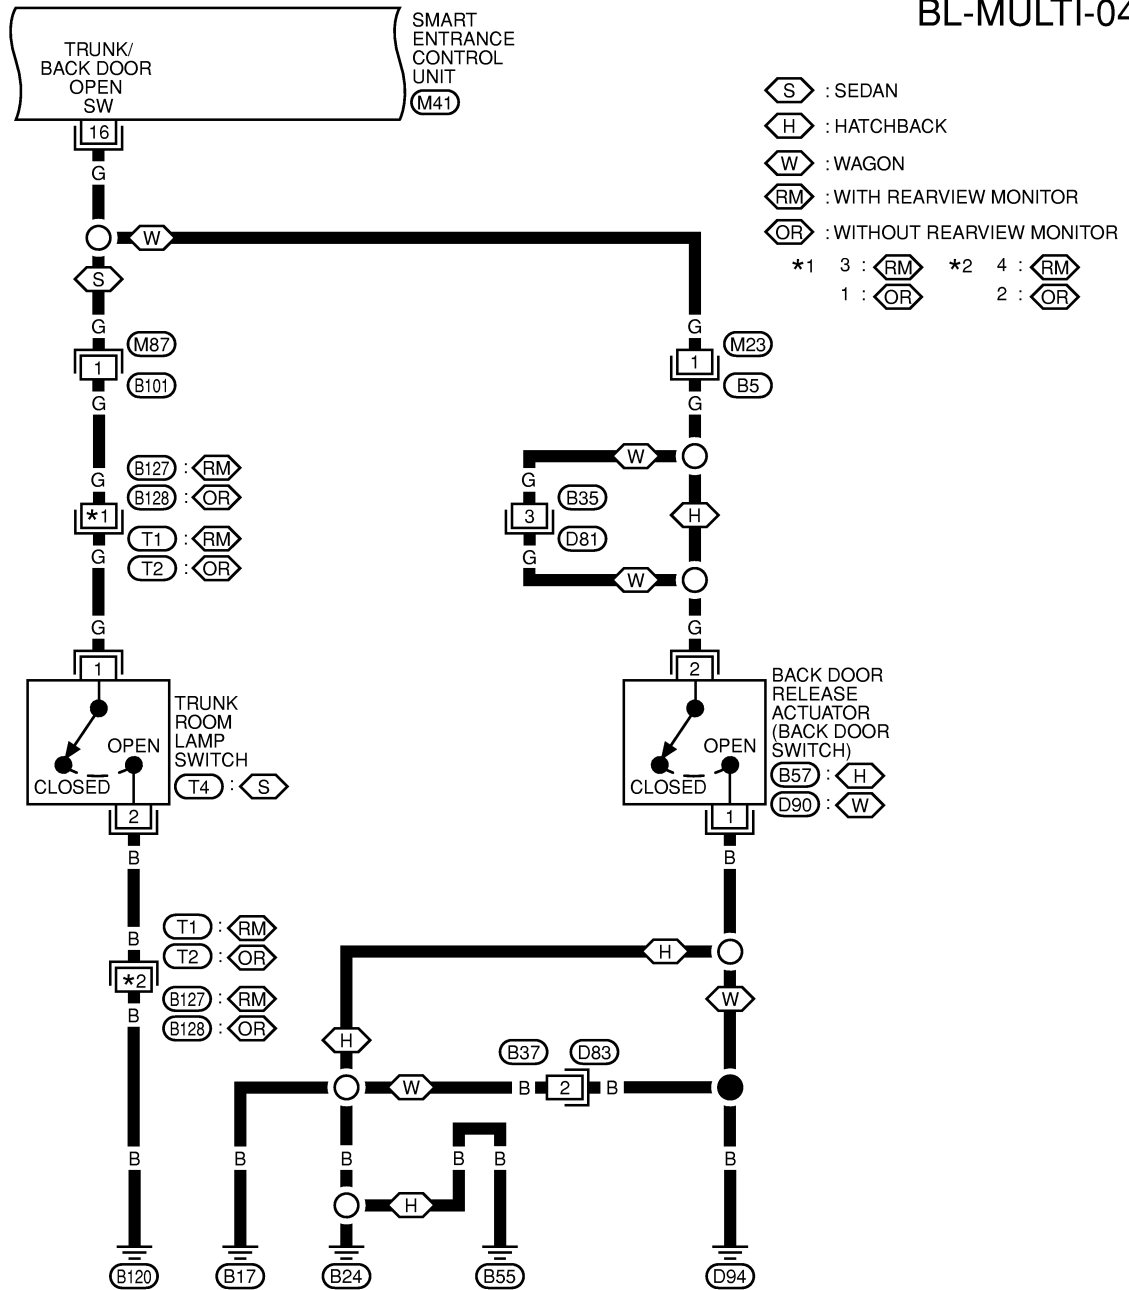 BL-MULTI-04
SMART
ENTRANCE
CONTROL
UNIT
M41
TRUNK/
BACK DOOR
OPEN
SW
16
G
S : SEDAN
H : HATCHBACK
W : WAGON
RM : WITH REARVIEW MONITOR
OR : WITHOUT REARVIEW MONITOR
*1 3 : RM *2 4 : RM
1 : OR 2 : OR
W
S
G
G
M87
M23
1
1
B101
B5
G
G
W
B127 : RM
G
G
B128 : OR
B35
*1
3
H
T1 : RM
D81
G
G
T2 : OR
W
G
G
1
2
TRUNK
ROOM
LAMP
SWITCH
T4 : S
OPEN
CLOSED
2
BACK DOOR
RELEASE
ACTUATOR
(BACK DOOR
SWITCH)
B57 : H
D90 : W
OPEN
CLOSED
1
B
B
T1 : RM
B
T2 : OR
*2
B127 : RM
B
B128 : OR
H
W
H
B37
D83
W
B
2
B
B
B
B
B
B
B
H
B120
B17
B24
B55
D94